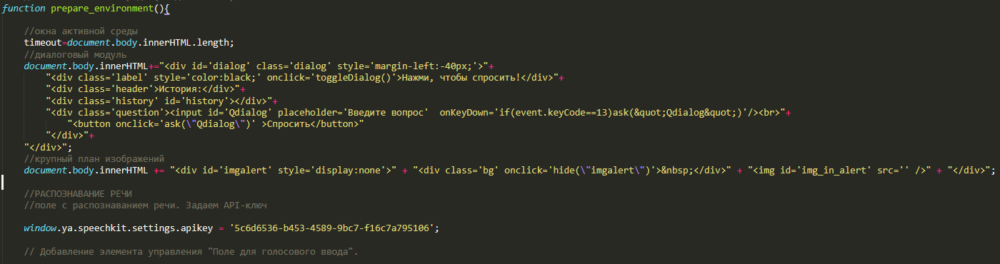 function prepare_environment(){
//окна активной среды
timeout=document.body.innerHTML.length;
//диалоговый модуль
document.body.innerHTML+="<div id='dialog' class='dialog' style='margin-left:-40px;'>"+
"<div class='label' style='color:black;' onclick='toggleDialog()'>Нажми, чтобы спросить!</div>"+
"<div class='header'>История:</div>"+
"<div class='history' id='history'></div>"+
"<div class='question'><input id='Qdialog' placeholder='Введите вопрос'  onKeyDown='if(event.keyCode==13)ask(&quot;Qdialog&quot;)'/><br>"+
"<button onclick='ask(\"Qdialog\")' >Спросить</button>"
"</div>"+
"</div>";
//крупный план изображений
document.body.innerHTML += "<div id='imgalert' style='display:none'>" + "<div class='bg' onclick='hide(\"imgalert\")'>&nbsp;</div>" + "<img id='img_in_alert' src='' />" + "</div>";
//РАСПОЗНАВАНИЕ РЕЧИ
//поле с распознаванием речи. Задаем API-ключ
window.ya.speechkit.settings.apikey = '5c6d6536-b453-4589-9bc7-f16c7a795106';
// Добавление элемента управления "Поле для голосового ввода".